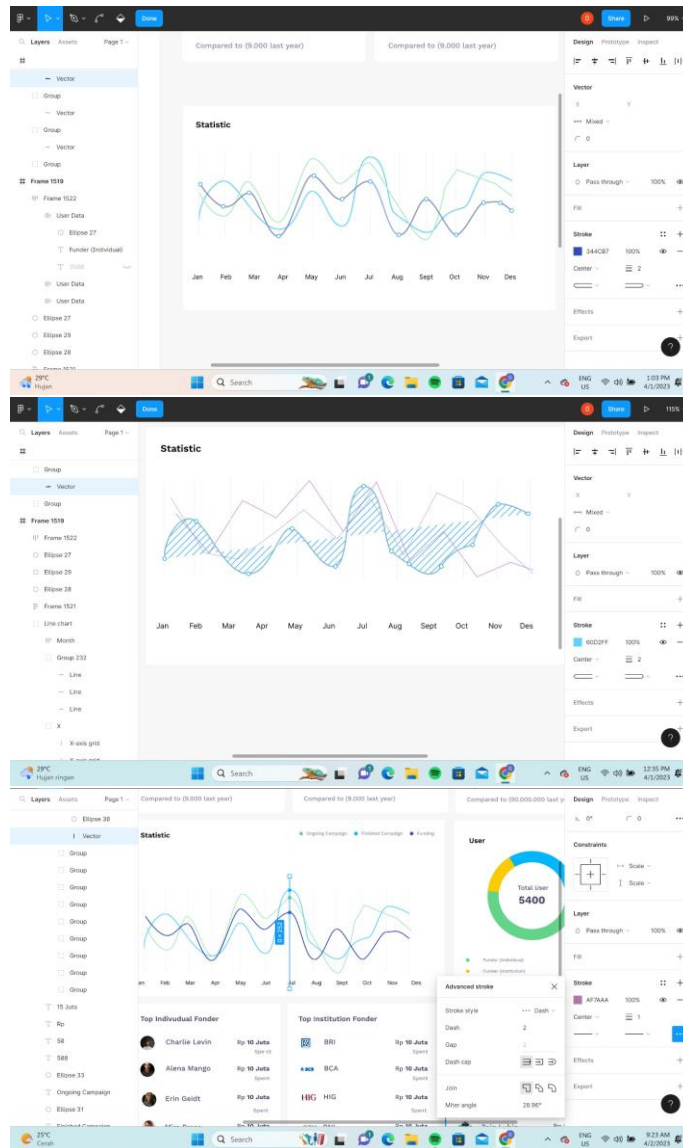 Done
Share
99%
Layers Assets Page 1
Design Prototype Inspect
Vector
Group
Vector
Group
Vector
Group
Frame 1519
Frame 1522
User Data
Ellipse 27
Funder (Individual)
User Data
User Data
Ellipse 27
Ellipse 29
Ellipse 28
Compared to (9.000 last year)
Compared to (9.000 last year)
Statistic
Jan Feb Mar Apr May Jun Jul Aug Sept Oct Nov Des
Vector
X Y
Mixed
0
Layer
Pass through 100%
Fill
Stroke
344CB7 100%
Center 2
Effects
Export
?
29°C
Hujan
Search
ENG
US
1:03 PM
4/1/2023
Done
Share
115%
Layers Assets Page 1
Design Prototype Inspect
Group
Vector
Group
Frame 1519
Frame 1522
Ellipse 27
Ellipse 29
Ellipse 28
Frame 1521
Line chart
Month
Group 232
Line
Line
Line
X
X-axis grid
Statistic
Jan Feb Mar Apr May Jun Jul Aug Sept Oct Nov Des
Vector
X Y
Mixed
0
Layer
Pass through 100%
Fill
Stroke
60D2FF 100%
Center 2
Effects
Export
?
29°C
Hujan ringan
Search
ENG
US
12:35 PM
4/1/2023
Layers Assets Page 1
Ellipse 30
Vector
Group
Group
Group
Group
Group
Group
Group
Group
Group
15 Juta
Rp
50
500
Ellipse 33
Ongoing Campaign
Ellipse 31
Compared to (9.000 last year)
Compared to (9.000 last year)
Compared to (90.000.000 last y
Statistic
Ongoing Campaign Finished Campaign Funding
Feb Mar Apr May Jun Jul Aug Sept Oct Nov Des
User
Total User
5400
Funder (Individual)
Funder (Institution)
Top Indivudual Fonder
Charlie Levin Rp 10 Juta
Alena Mango Rp 10 Juta
Spent
Erin Geidt Rp 10 Juta
Spent
Top Institution Fonder
BRI Rp 10 Juta
Spent
BCA Rp 10 Juta
Spent
HIG HIG Rp 10 Juta
Spent
Advanced stroke
Stroke style Dash
Dash 2
Gap
Dash cap
Join
Miter angle 28.96°
Design Prototype Inspect
0° 0
Constraints
Scale
Scale
Layer
Pass through 100%
Fill
Stroke
AF7AAA 100%
Center 1
Effects
Export
?
25°C
Cerah
Search
ENG
US
9:23 AM
4/2/2023